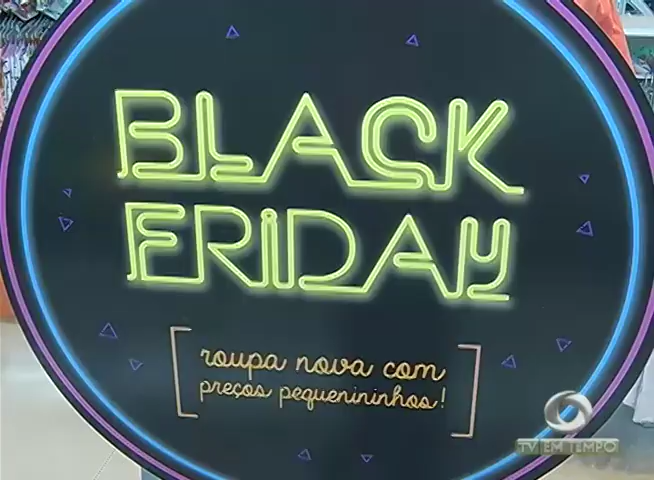 BLACK
FRIDAY
roupa nova com
preços pequenininhos!
TV EM TEMPO